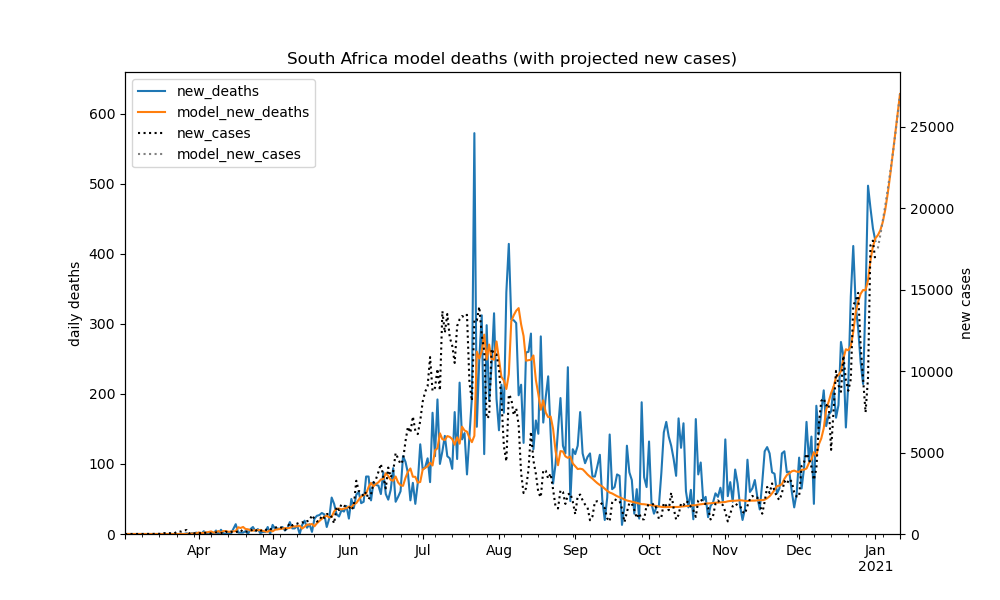 South Africa model deaths (with projected new cases)
new_deaths
model_new_deaths
new_cases
model_new_cases
600
500
400
300
200
100
0
daily deaths
25000
20000
15000
10000
5000
0
new cases
Apr May Jun Jul Aug Sep Oct Nov Dec Jan
2021